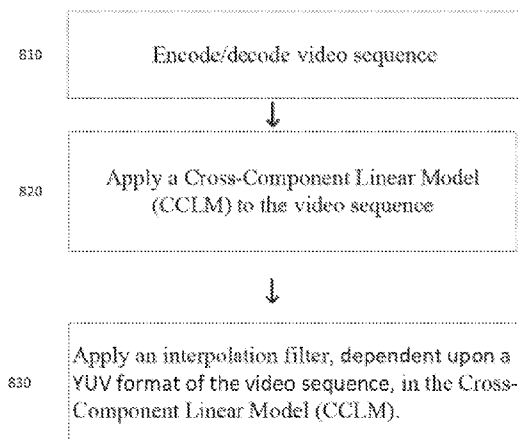 810
Encode/decode video sequence
↓
820
Apply a Cross-Component Linear Model
(CCLM) to the video sequence
↓
830
Apply an interpolation filter, dependent upon a
YUV format of the video sequence, in the Cross-
Component Linear Model (CCLM).